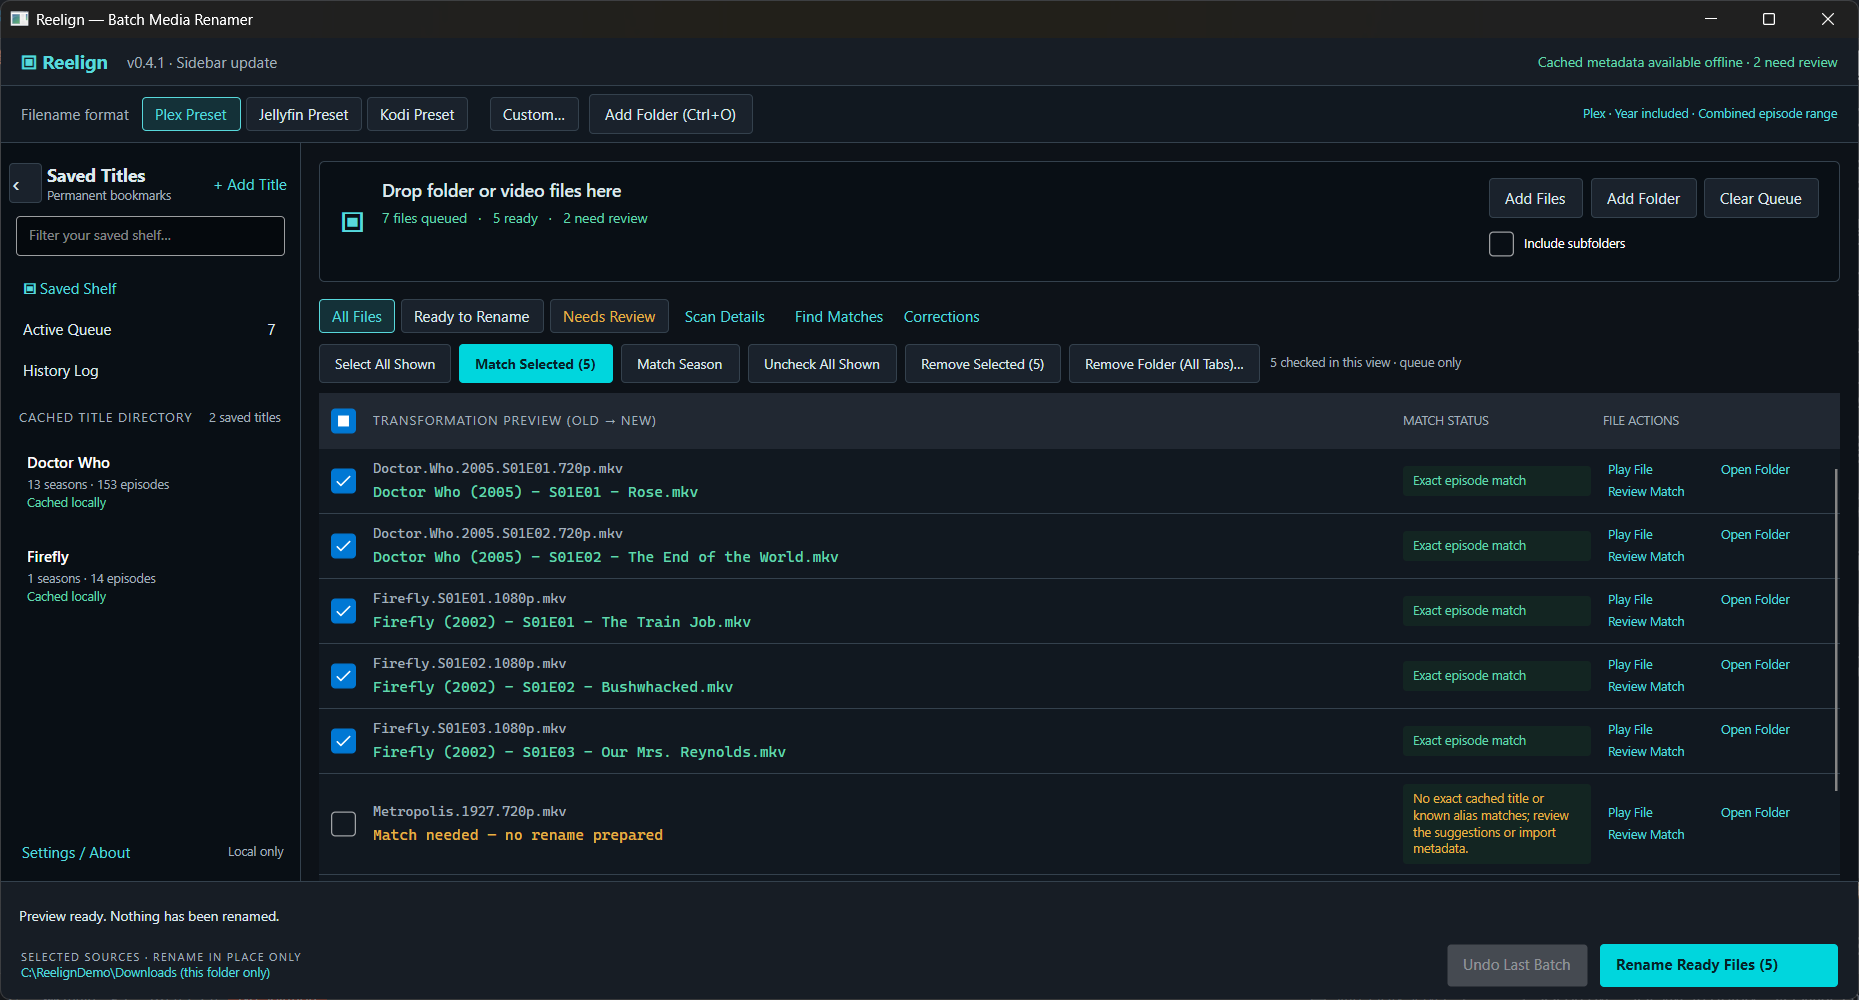 Reelign — Batch Media Renamer
Reelign v0.4.1 · Sidebar update
Cached metadata available offline · 2 need review
Filename format Plex Preset Jellyfin Preset Kodi Preset Custom... Add Folder (Ctrl+O)
Plex · Year included · Combined episode range
Saved Titles
Permanent bookmarks
+ Add Title
Filter your saved shelf...
Saved Shelf
Active Queue 7
History Log
CACHED TITLE DIRECTORY 2 saved titles
Doctor Who
13 seasons · 153 episodes
Cached locally
Firefly
1 seasons · 14 episodes
Cached locally
Settings / About Local only
Drop folder or video files here
7 files queued · 5 ready · 2 need review
Add Files Add Folder Clear Queue
Include subfolders
All Files Ready to Rename Needs Review Scan Details Find Matches Corrections
Select All Shown Match Selected (5) Match Season Uncheck All Shown Remove Selected (5) Remove Folder (All Tabs)... 5 checked in this view · queue only
TRANSFORMATION PREVIEW (OLD → NEW) MATCH STATUS FILE ACTIONS
Doctor.Who.2005.S01E01.720p.mkv
Doctor Who (2005) – S01E01 – Rose.mkv
Exact episode match
Play File Open Folder
Review Match
Doctor.Who.2005.S01E02.720p.mkv
Doctor Who (2005) – S01E02 – The End of the World.mkv
Exact episode match
Play File Open Folder
Review Match
Firefly.S01E01.1080p.mkv
Firefly (2002) – S01E01 – The Train Job.mkv
Exact episode match
Play File Open Folder
Review Match
Firefly.S01E02.1080p.mkv
Firefly (2002) – S01E02 – Bushwhacked.mkv
Exact episode match
Play File Open Folder
Review Match
Firefly.S01E03.1080p.mkv
Firefly (2002) – S01E03 – Our Mrs. Reynolds.mkv
Exact episode match
Play File Open Folder
Review Match
Metropolis.1927.720p.mkv
Match needed — no rename prepared
No exact cached title or
known alias matches; review
the suggestions or import
metadata.
Play File Open Folder
Review Match
Preview ready. Nothing has been renamed.
SELECTED SOURCES · RENAME IN PLACE ONLY
C:\ReelignDemo\Downloads (this folder only)
Undo Last Batch Rename Ready Files (5)